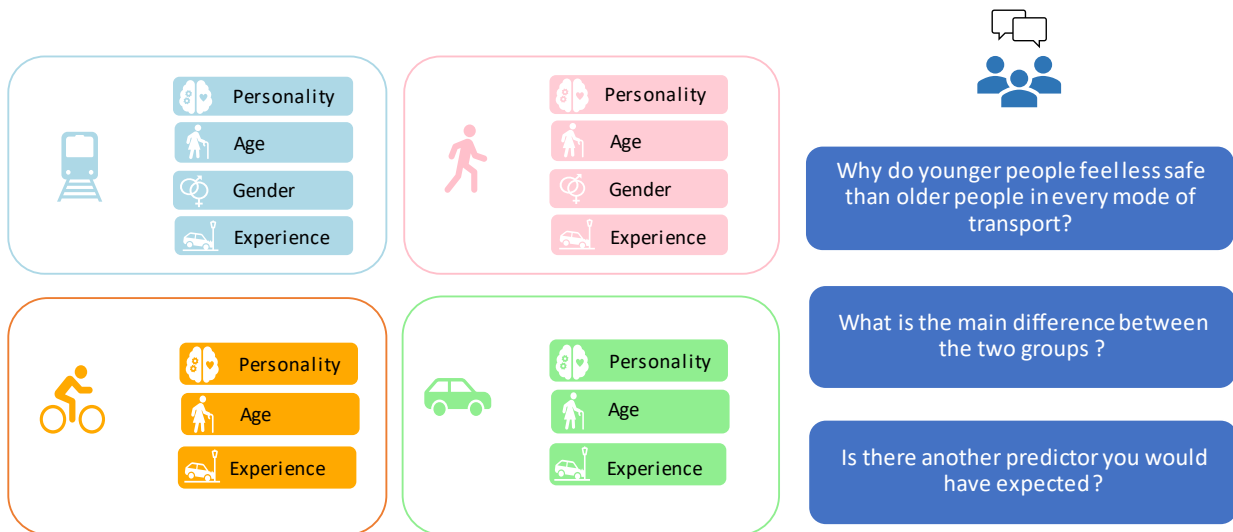 Personality
Age
Gender
Experience
Personality
Age
Gender
Experience
Personality
Age
Experience
Personality
Age
Experience
Why do younger people feel less safe
than older people in every mode of
transport?
What is the main difference between
the two groups ?
Is there another predictor you would
have expected ?